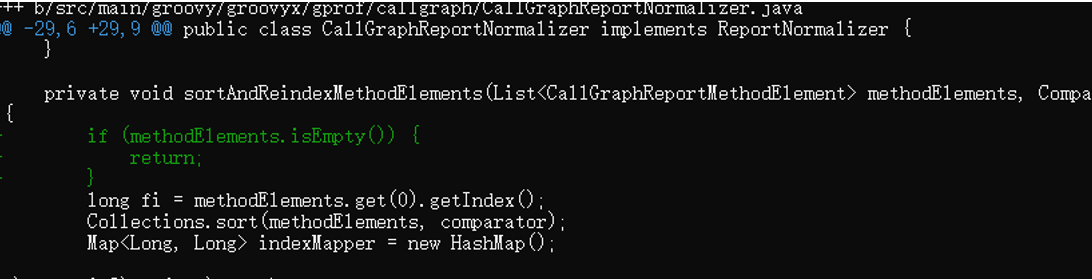 +++ b/src/main/groovy/groovyx/gprof/callgraph/CallGraphReportNormalizer.java
@@ -29,6 +29,9 @@ public class CallGraphReportNormalizer implements ReportNormalizer {
    }
    private void sortAndReindexMethodElements(List<CallGraphReportMethodElement> methodElements, Compa
{
        if (methodElements.isEmpty()) {
            return;
        }
        long fi = methodElements.get(0).getIndex();
        Collections.sort(methodElements, comparator);
        Map<Long, Long> indexMapper = new HashMap();